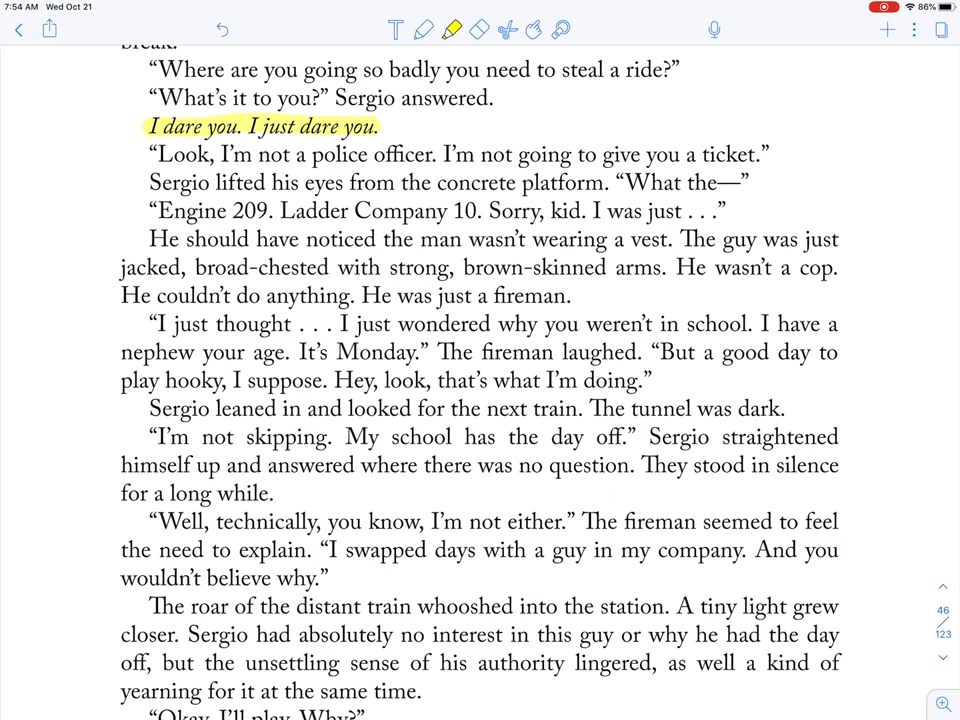 7:54 AM Wed Oct 21
86%
break.
“Where are you going so badly you need to steal a ride?”
“What’s it to you?” Sergio answered.
I dare you. I just dare you.
“Look, I’m not a police officer. I’m not going to give you a ticket.”
Sergio lifted his eyes from the concrete platform. “What the—”
“Engine 209. Ladder Company 10. Sorry, kid. I was just . . .”
He should have noticed the man wasn’t wearing a vest. The guy was just
jacked, broad-chested with strong, brown-skinned arms. He wasn’t a cop.
He couldn’t do anything. He was just a fireman.
“I just thought . . . I just wondered why you weren’t in school. I have a
nephew your age. It’s Monday.” The fireman laughed. “But a good day to
play hooky, I suppose. Hey, look, that’s what I’m doing.”
Sergio leaned in and looked for the next train. The tunnel was dark.
“I’m not skipping. My school has the day off.” Sergio straightened
himself up and answered where there was no question. They stood in silence
for a long while.
“Well, technically, you know, I’m not either.” The fireman seemed to feel
the need to explain. “I swapped days with a guy in my company. And you
wouldn’t believe why.”
The roar of the distant train whooshed into the station. A tiny light grew
closer. Sergio had absolutely no interest in this guy or why he had the day
off, but the unsettling sense of his authority lingered, as well a kind of
yearning for it at the same time.
“Okay, I’ll play. Why?”
46
123